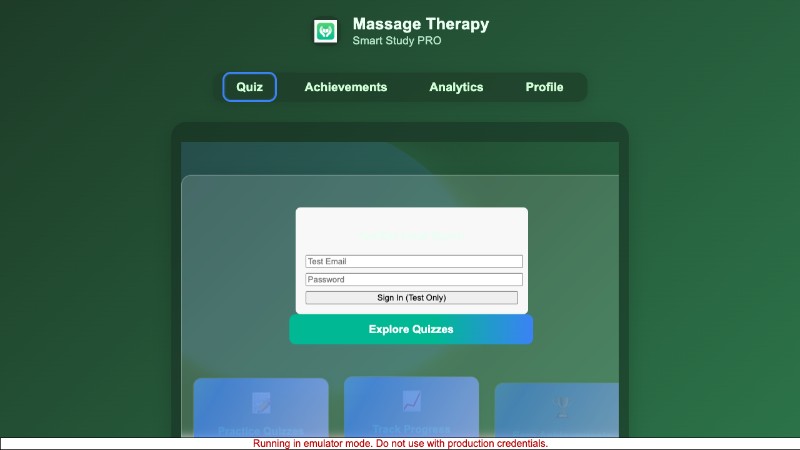 Massage Therapy
Smart Study PRO
Quiz
Achievements
Analytics
Profile
Test Email
Password
Sign In (Test Only)
Explore Quizzes
Practice Quizzes
Track Progress
Running in emulator mode. Do not use with production credentials.